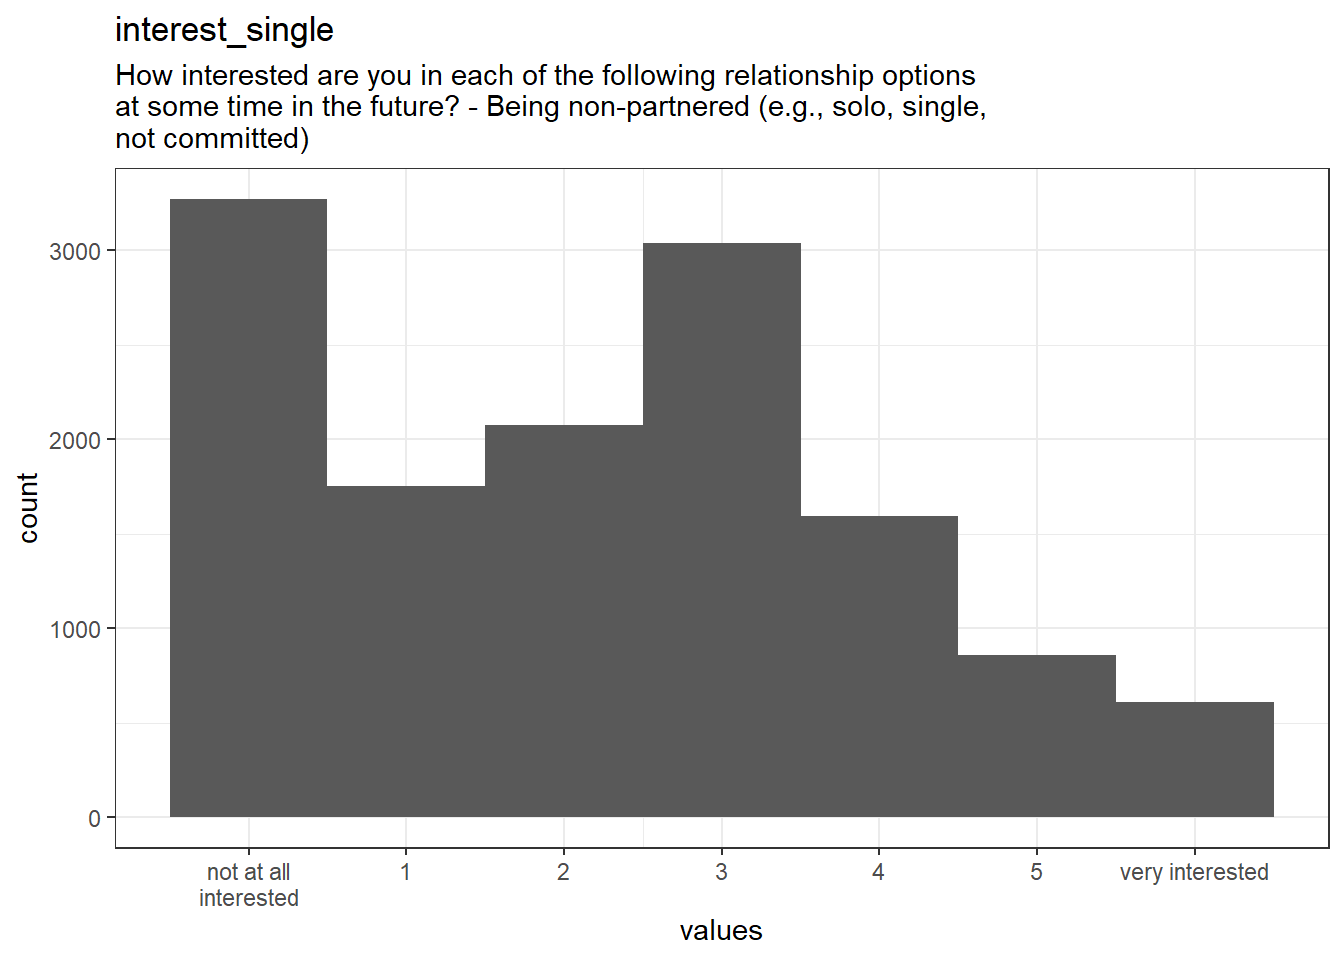 interest_single
How interested are you in each of the following relationship options
at some time in the future? - Being non-partnered (e.g., solo, single,
not committed)
3000
2000
1000
0
count
not at all
interested
1
2
3
4
5
very interested
values